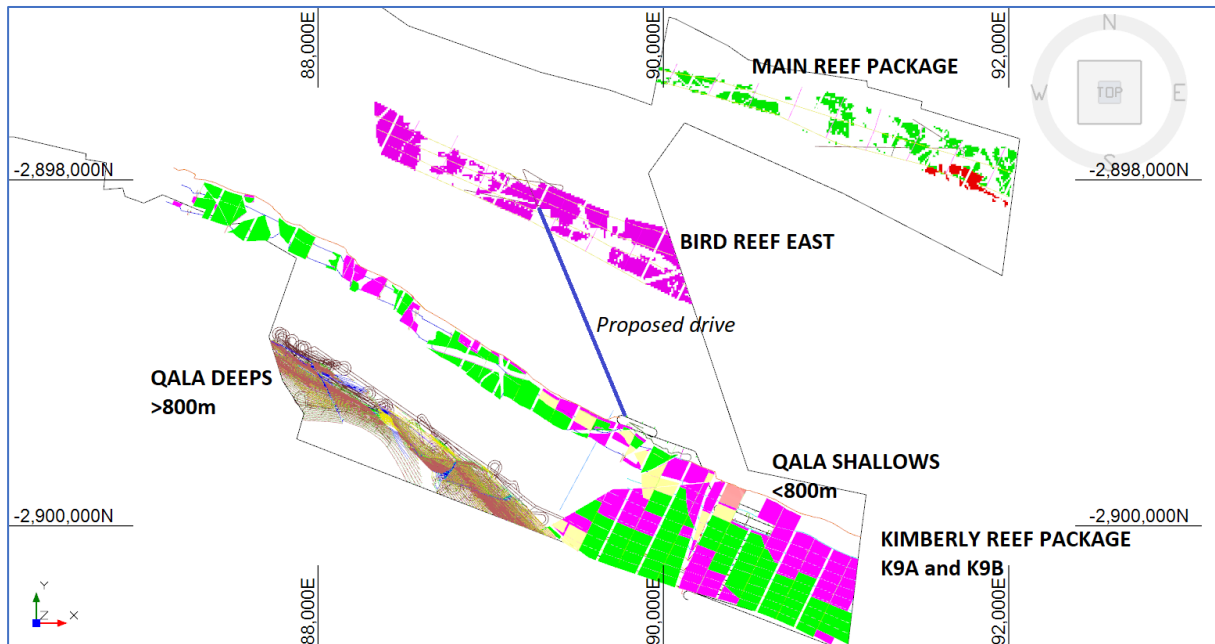 88,000E
90,000E
92,000E
MAIN REEF PACKAGE
N
W
TOP
E
S
-2,898,000N
-2,898,000N
BIRD REEF EAST
Proposed drive
QALA DEEPS
>800m
QALA SHALLOWS
<800m
-2,900,000N
-2,900,000N
KIMBERLY REEF PACKAGE
K9A and K9B
88,000E
90,000E
92,000E
Y
Z
X